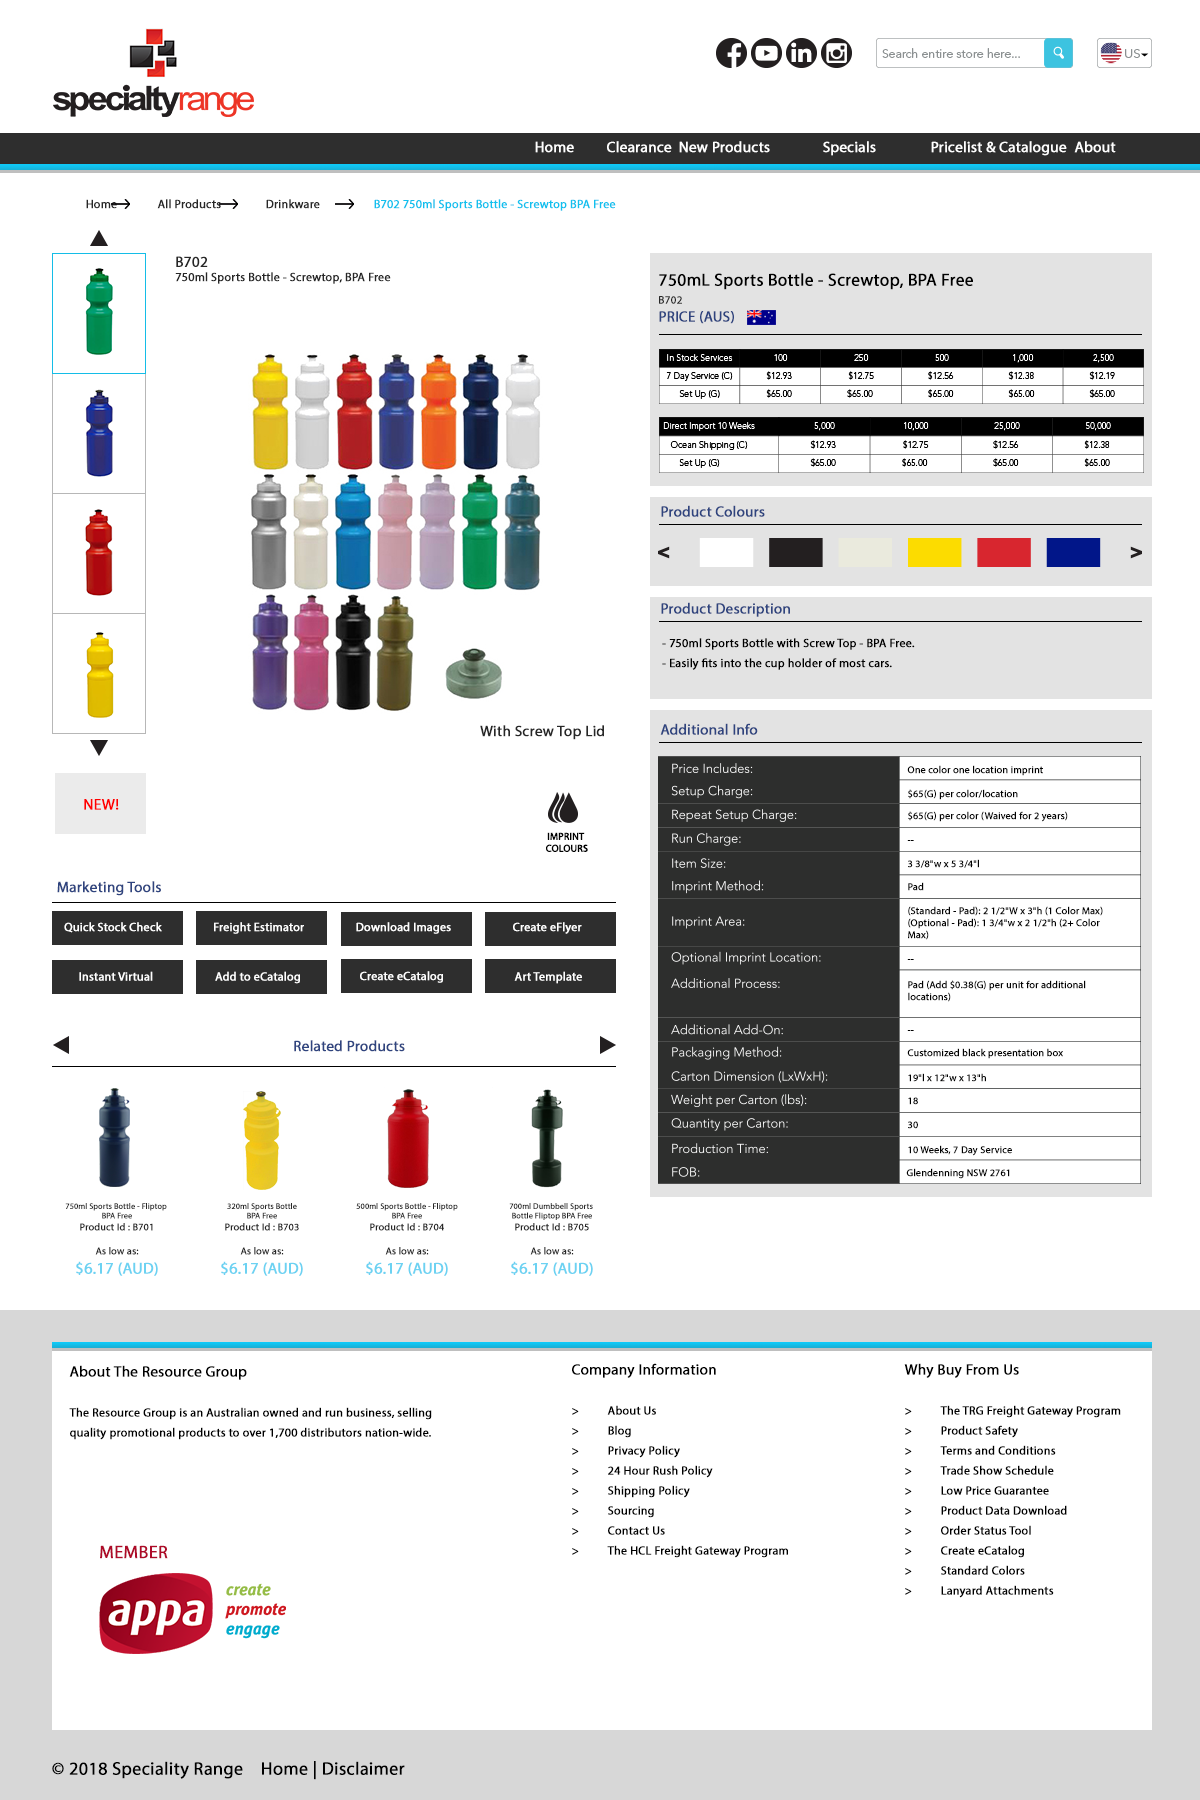 specialtyrange
Search entire store here...
US
Home Clearance New Products Specials Pricelist & Catalogue About
Home All Products Drinkware B702 750ml Sports Bottle - Screwtop BPA Free
B702
750ml Sports Bottle - Screwtop, BPA Free
With Screw Top Lid
NEW!
IMPRINT
COLOURS
Marketing Tools
Quick Stock Check Freight Estimator Download Images Create eFlyer
Instant Virtual Add to eCatalog Create eCatalog Art Template
Related Products
750ml Sports Bottle - Fliptop
BPA Free
Product Id : B701
As low as:
$6.17 (AUD)
320ml Sports Bottle
BPA Free
Product Id : B703
As low as:
$6.17 (AUD)
500ml Sports Bottle - Fliptop
BPA Free
Product Id : B704
As low as:
$6.17 (AUD)
700ml Dumbbell Sports
Bottle Fliptop BPA Free
Product Id : B705
As low as:
$6.17 (AUD)
750mL Sports Bottle - Screwtop, BPA Free
B702
PRICE (AUS)
In Stock Services 100 250 500 1,000 2,500
7 Day Service (C) $12.93 $12.75 $12.56 $12.38 $12.19
Set Up (G) $65.00 $65.00 $65.00 $65.00 $65.00
Direct Import 10 Weeks 5,000 10,000 25,000 50,000
Ocean Shipping (C) $12.93 $12.75 $12.56 $12.38
Set Up (G) $65.00 $65.00 $65.00 $65.00
Product Colours
< >
Product Description
- 750ml Sports Bottle with Screw Top - BPA Free.
- Easily fits into the cup holder of most cars.
Additional Info
Price Includes: One color one location imprint
Setup Charge: $65(G) per color/location
Repeat Setup Charge: $65(G) per color (Waived for 2 years)
Run Charge: --
Item Size: 3 3/8"w x 5 3/4"l
Imprint Method: Pad
Imprint Area: (Standard - Pad): 2 1/2"W x 3"h (1 Color Max)
(Optional - Pad): 1 3/4"w x 2 1/2"h (2+ Color
Max)
Optional Imprint Location: --
Additional Process: Pad (Add $0.38(G) per unit for additional
locations)
Additional Add-On: --
Packaging Method: Customized black presentation box
Carton Dimension (LxWxH): 19"l x 12"w x 13"h
Weight per Carton (lbs): 18
Quantity per Carton: 30
Production Time: 10 Weeks, 7 Day Service
FOB: Glendenning NSW 2761
About The Resource Group
The Resource Group is an Australian owned and run business, selling
quality promotional products to over 1,700 distributors nation-wide.
MEMBER
appa
create
promote
engage
Company Information
> About Us
> Blog
> Privacy Policy
> 24 Hour Rush Policy
> Shipping Policy
> Sourcing
> Contact Us
> The HCL Freight Gateway Program
Why Buy From Us
> The TRG Freight Gateway Program
> Product Safety
> Terms and Conditions
> Trade Show Schedule
> Low Price Guarantee
> Product Data Download
> Order Status Tool
> Create eCatalog
> Standard Colors
> Lanyard Attachments
© 2018 Speciality Range Home | Disclaimer